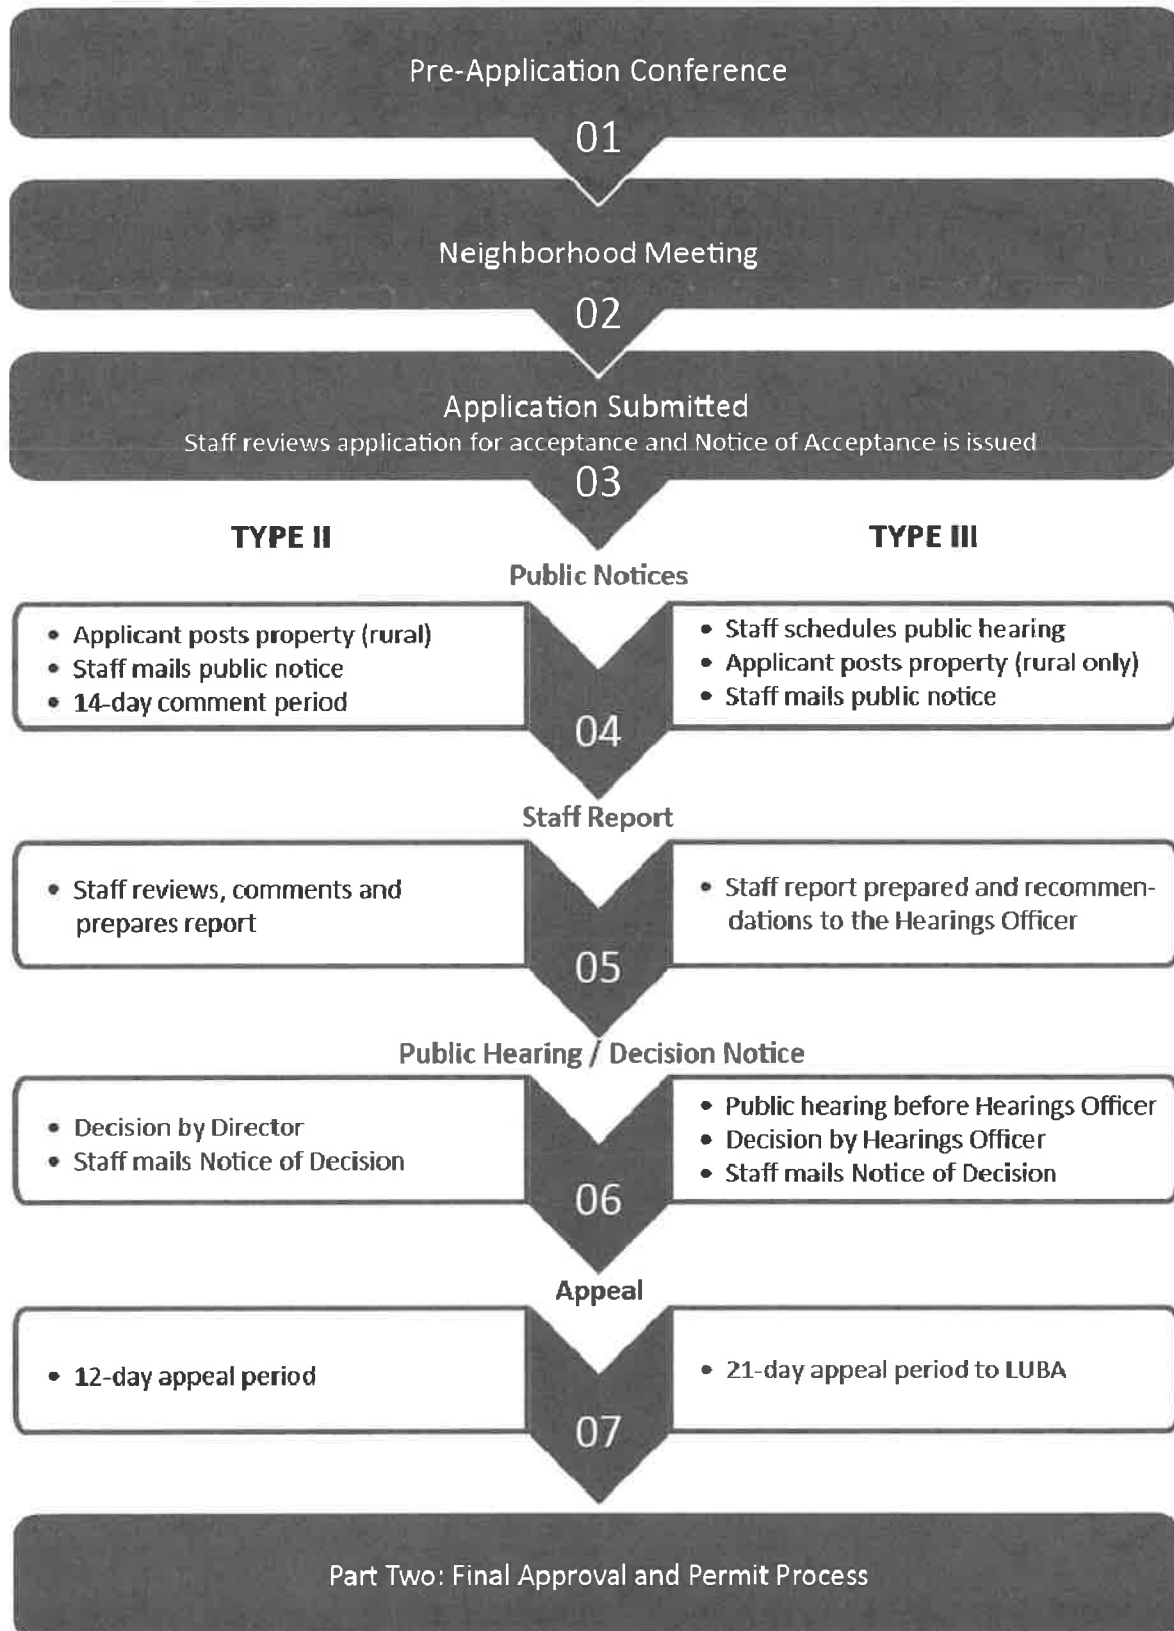 Pre-Application Conference
01
Neighborhood Meeting
02
Application Submitted
Staff reviews application for acceptance and Notice of Acceptance is issued
03
TYPE II
TYPE III
Public Notices
• Applicant posts property (rural)
• Staff mails public notice
• 14-day comment period
04
• Staff schedules public hearing
• Applicant posts property (rural only)
• Staff mails public notice
Staff Report
• Staff reviews, comments and
prepares report
05
• Staff report prepared and recommen-
dations to the Hearings Officer
Public Hearing / Decision Notice
• Decision by Director
• Staff mails Notice of Decision
06
• Public hearing before Hearings Officer
• Decision by Hearings Officer
• Staff mails Notice of Decision
Appeal
• 12-day appeal period
07
• 21-day appeal period to LUBA
Part Two: Final Approval and Permit Process